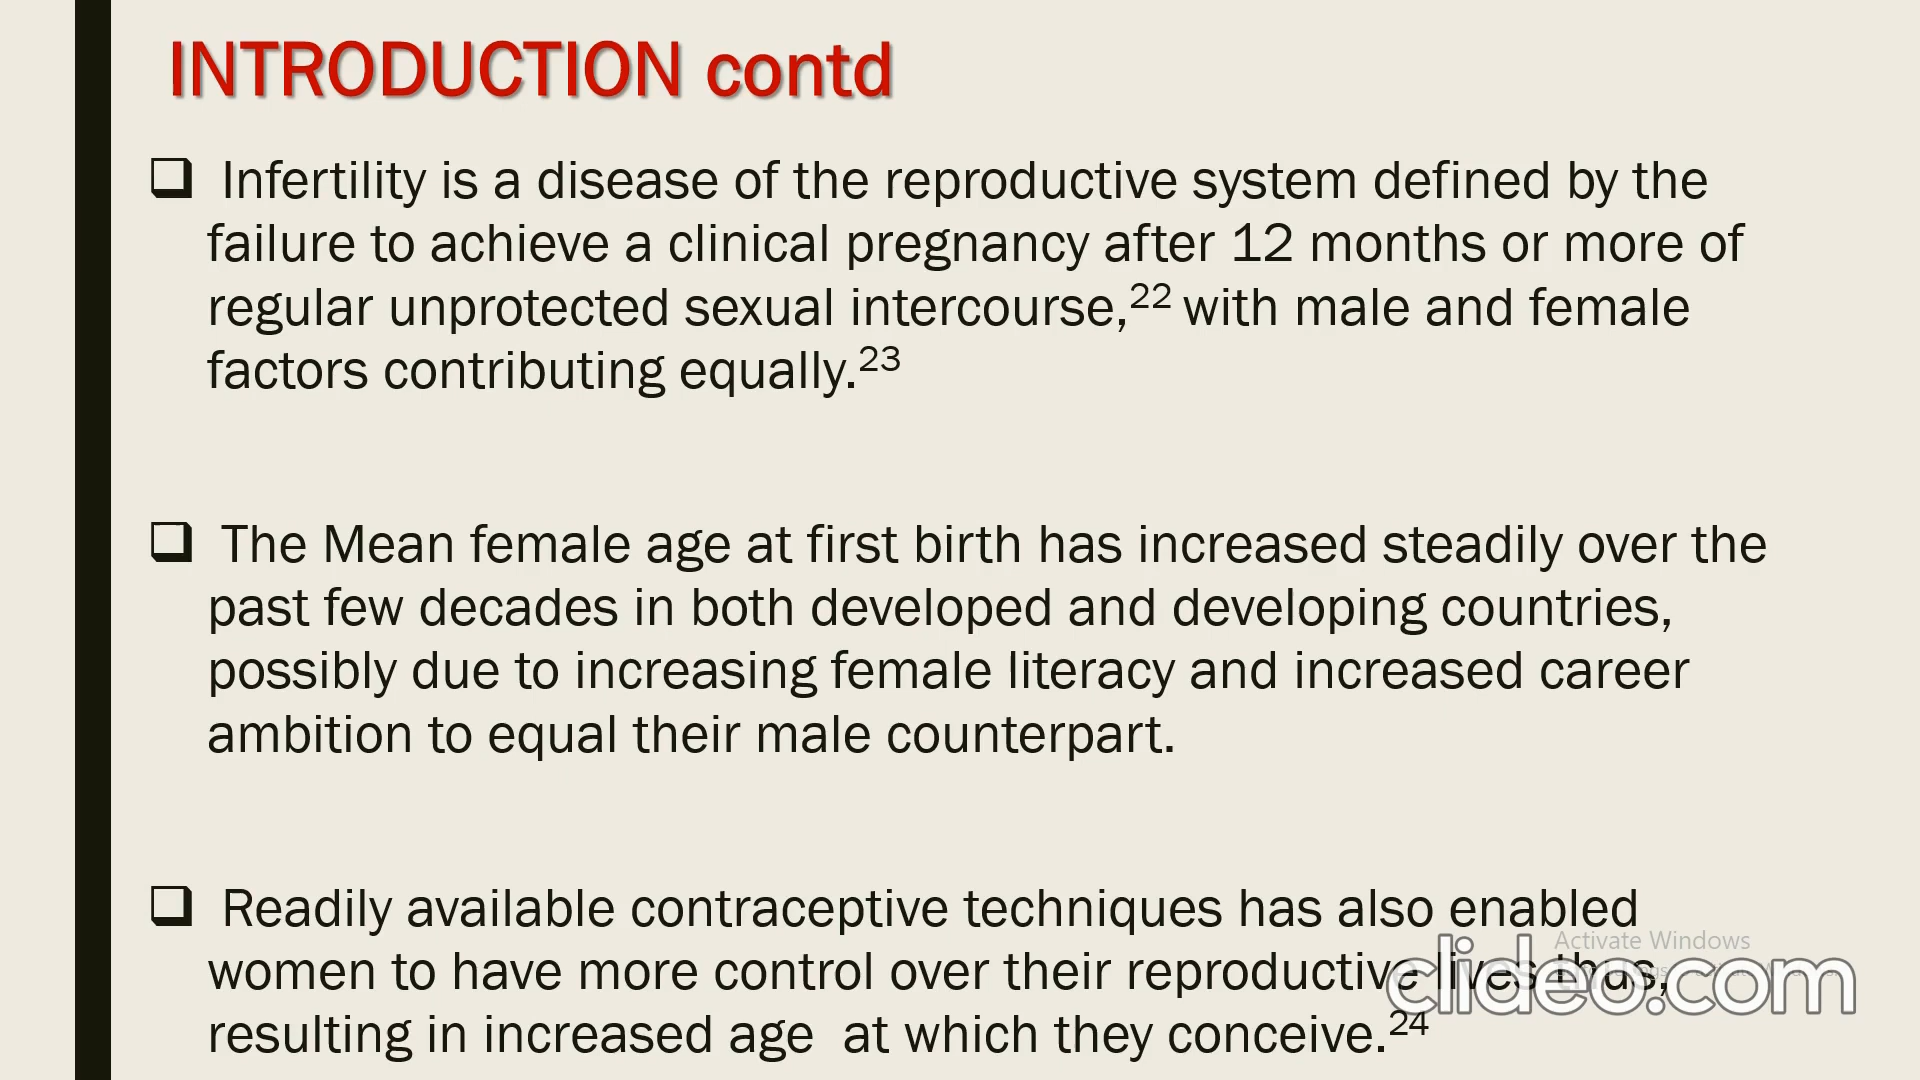 INTRODUCTION contd
❑ Infertility is a disease of the reproductive system defined by the
failure to achieve a clinical pregnancy after 12 months or more of
regular unprotected sexual intercourse,²² with male and female
factors contributing equally.²³
❑ The Mean female age at first birth has increased steadily over the
past few decades in both developed and developing countries,
possibly due to increasing female literacy and increased career
ambition to equal their male counterpart.
❑ Readily available contraceptive techniques has also enabled
women to have more control over their reproductive lives thus,
resulting in increased age  at which they conceive.²⁴
Activate Windows
clideo.com